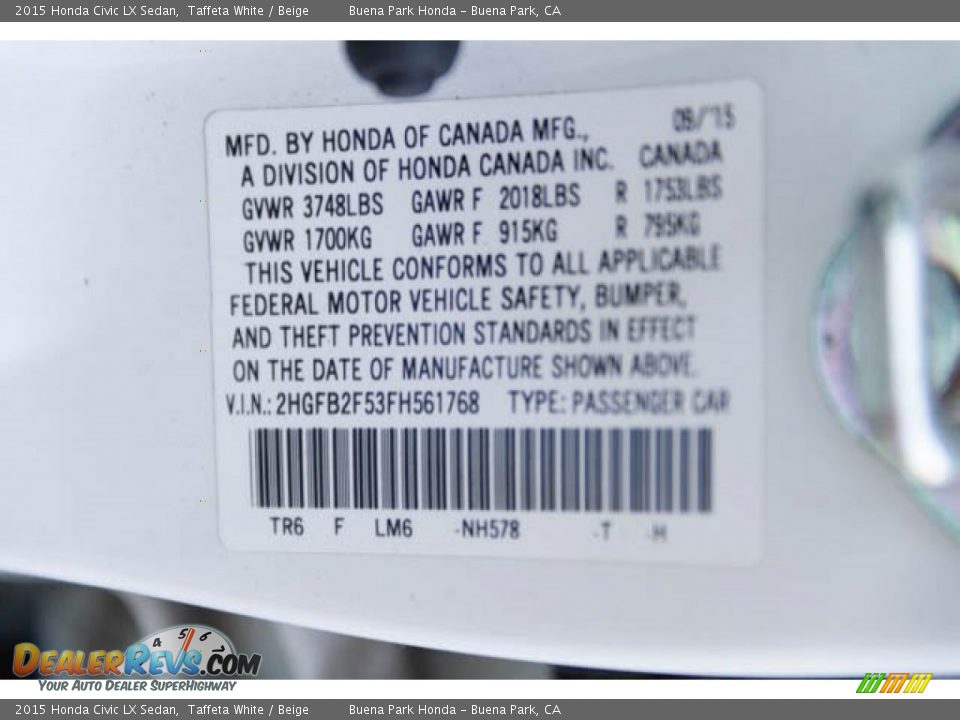 2015 Honda Civic LX Sedan, Taffeta White / Beige Buena Park Honda - Buena Park, CA
MFD. BY HONDA OF CANADA MFG., 09/'15
A DIVISION OF HONDA CANADA INC. CANADA
GVWR 3748LBS GAWR F 2018LBS R 1753LBS
GVWR 1700KG GAWR F 915KG R 795KG
THIS VEHICLE CONFORMS TO ALL APPLICABLE
FEDERAL MOTOR VEHICLE SAFETY, BUMPER,
AND THEFT PREVENTION STANDARDS IN EFFECT
ON THE DATE OF MANUFACTURE SHOWN ABOVE.
V.I.N.: 2HGFB2F53FH561768 TYPE: PASSENGER CAR
TR6 F LM6 -NH578 -T -H
4 5 6 7
DEALERREVS.COM
YOUR AUTO DEALER SUPERHIGHWAY
2015 Honda Civic LX Sedan, Taffeta White / Beige Buena Park Honda - Buena Park, CA